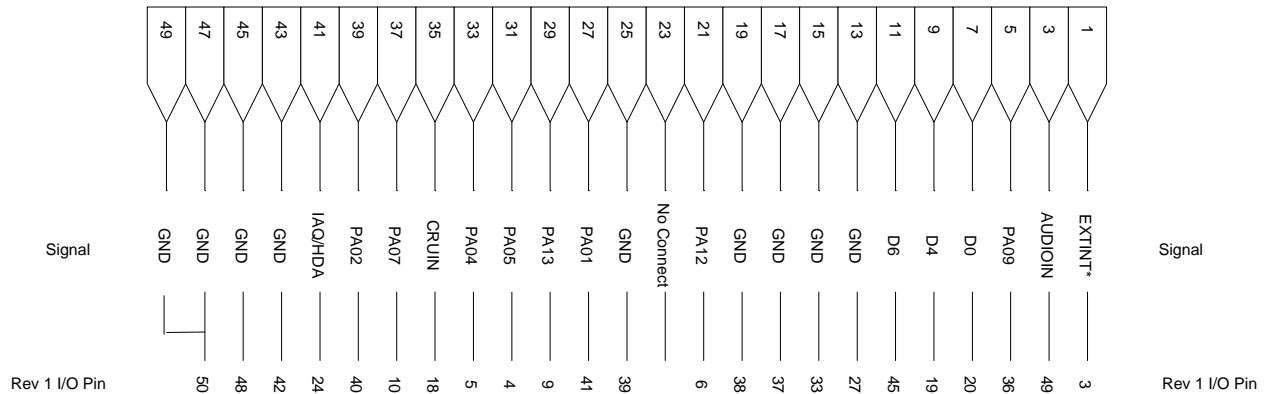 49 47 45 43 41 39 37 35 33 31 29 27 25 23 21 19 17 15 13 11 9 7 5 3 1
Signal GND GND GND GND IAQ/HDA PA02 PA07 CRUIN PA04 PA05 PA13 PA01 GND No Connect PA12 GND GND GND GND D6 D4 D0 PA09 AUDIOIN EXTINT* Signal
Rev 1 I/O Pin 50 48 42 24 40 10 18 5 4 9 41 39 6 38 37 33 27 45 19 20 36 49 3 Rev 1 I/O Pin